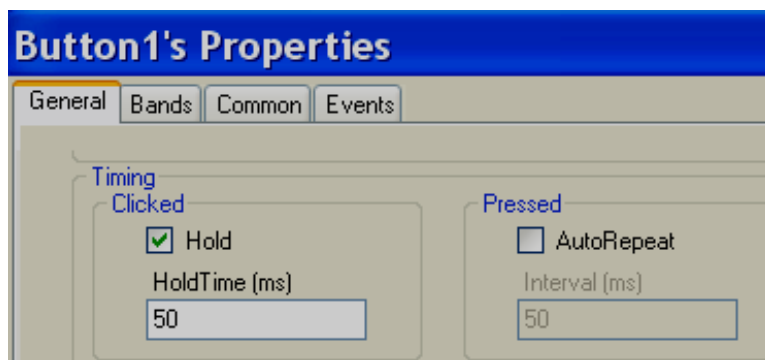 Button1's Properties
General Bands Common Events
Timing
Clicked Pressed
Hold AutoRepeat
HoldTime (ms) Interval (ms)
50 50